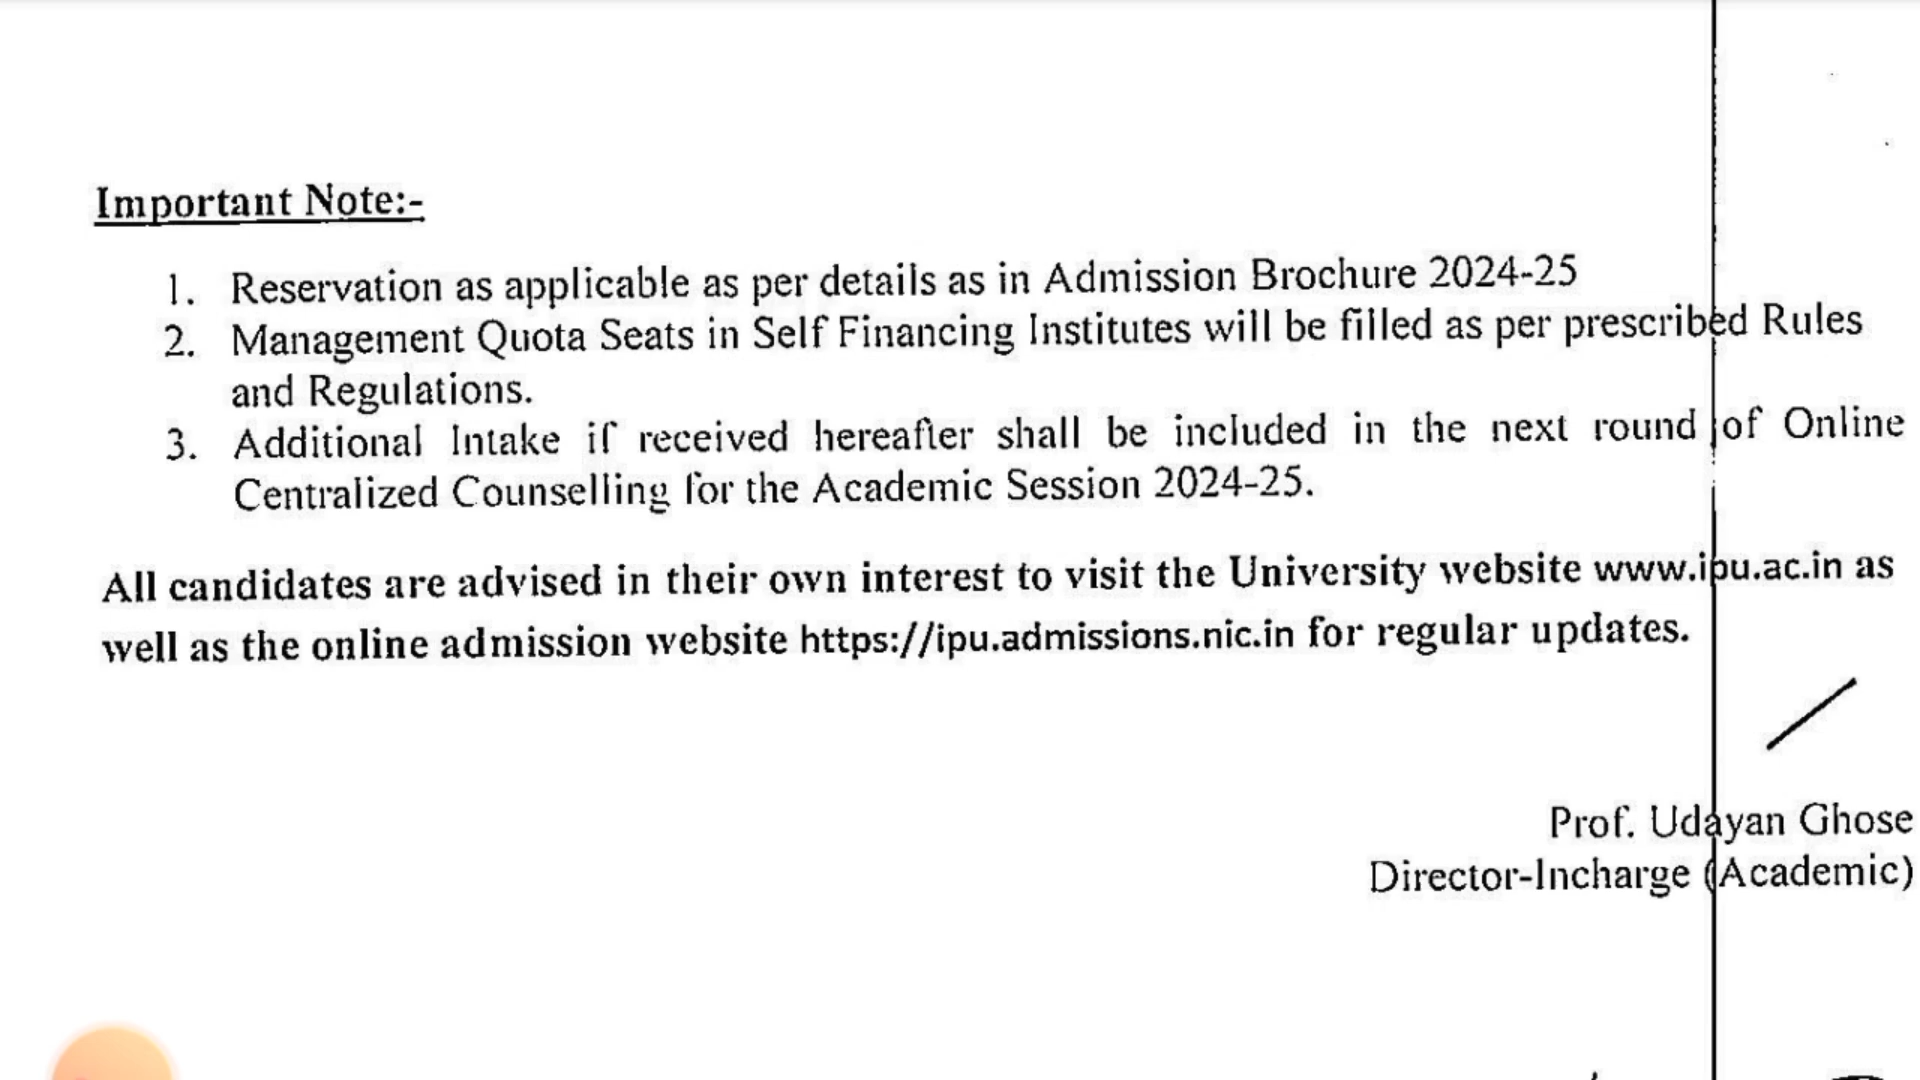 Important Note:-
1. Reservation as applicable as per details as in Admission Brochure 2024-25
2. Management Quota Seats in Self Financing Institutes will be filled as per prescribed Rules
and Regulations.
3. Additional Intake if received hereafter shall be included in the next round of Online
Centralized Counselling for the Academic Session 2024-25.
All candidates are advised in their own interest to visit the University website www.ipu.ac.in as
well as the online admission website https://ipu.admissions.nic.in for regular updates.
Prof. Udayan Ghose
Director-Incharge (Academic)